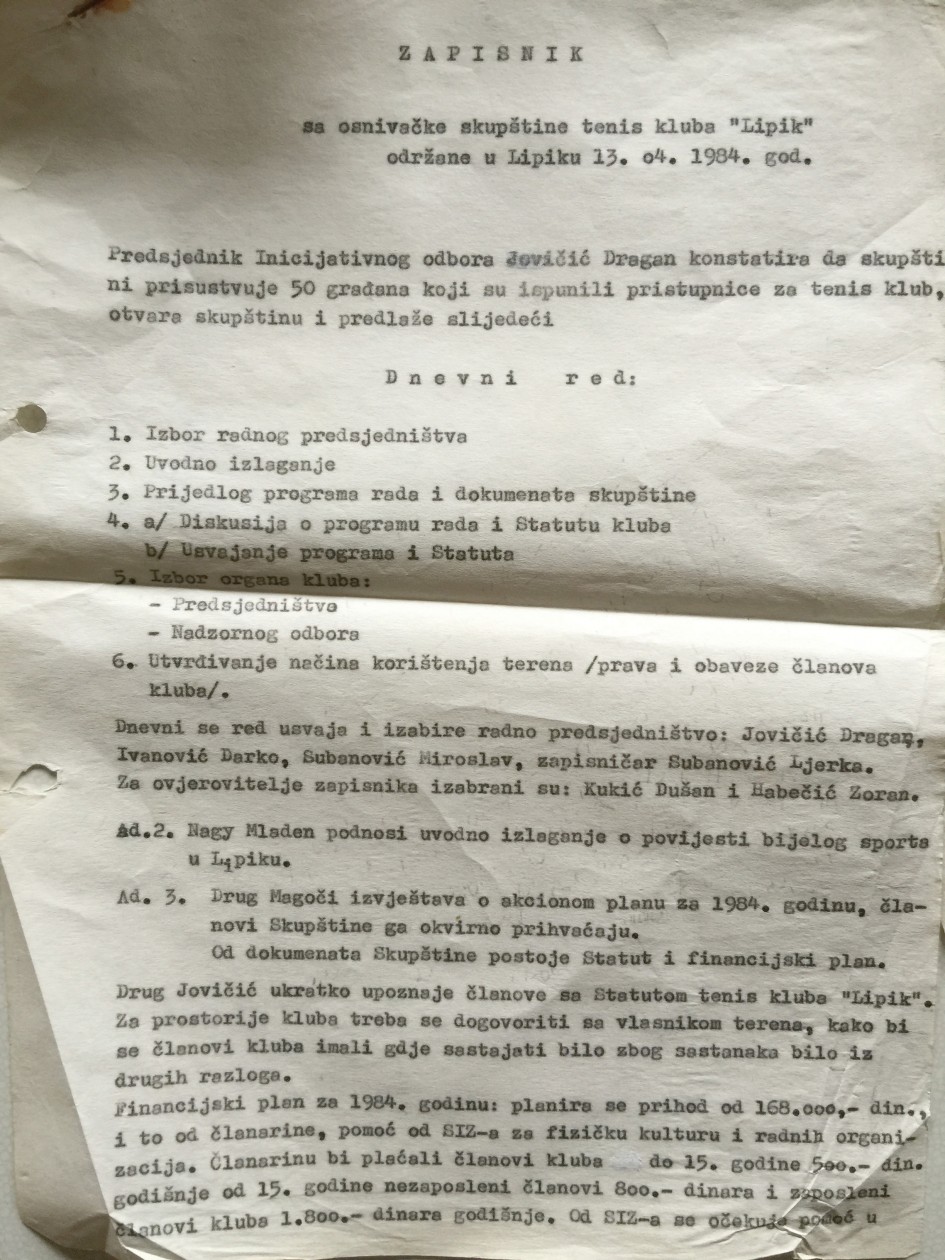 Z A P I S N I K
sa osnivačke skupštine tenis kluba "Lipik"
održane u Lipiku 13. o4. 1984. god.
Predsjednik Inicijativnog odbora Jovičić Dragan konstatira da skupšti
ni prisustvuje 50 građana koji su ispunili pristupnice za tenis klub,
otvara skupštinu i predlaže slijedeći
D n e v n i r e d:
1. Izbor radnog predsjedništva
2. Uvodno izlaganje
3. Prijedlog programa rada i dokumenata skupštine
4. a/ Diskusija o programu rada i Statutu kluba
b/ Usvajanje programa i Statuta
5. Izbor organa kluba:
- Predsjedništva
- Nadzornog odbora
6. Utvrđivanje načina korištenja terena /prava i obaveze članova
kluba/.
Dnevni se red usvaja i izabire radno predsjedništvo: Jovičić Dragan,
Ivanović Darko, Subanović Miroslav, zapisničar Subanović Ljerka.
Za ovjerovitelje zapisnika izabrani su: Kukić Dušan i Habečić Zoran.
Ad.2. Nagy Mladen podnosi uvodno izlaganje o povijesti bijelog sporta
u Lipiku.
Ad. 3. Drug Magoči izvještava o akcionom planu za 1984. godinu, čla-
novi Skupštine ga okvirno prihvaćaju.
Od dokumenata Skupštine postoje Statut i financijski plan.
Drug Jovičić ukratko upoznaje članove sa Statutom tenis kluba "Lipik".
Za prostorije kluba treba se dogovoriti sa vlasnikom terena, kako bi
se članovi kluba imali gdje sastajati bilo zbog sastanaka bilo iz
drugih razloga.
Financijski plan za 1984. godinu: planira se prihod od 168.ooo,- din.,
i to od članarine, pomoć od SIZ-a za fizičku kulturu i radnih organi-
zacija. Članarinu bi plaćali članovi kluba do 15. godine 5oo.- din.
godišnje od 15. godine nezaposleni članovi 8oo.- dinara i zaposleni
članovi kluba 1.8oo.- dinara godišnje. Od SIZ-a se očekuje pomoć u